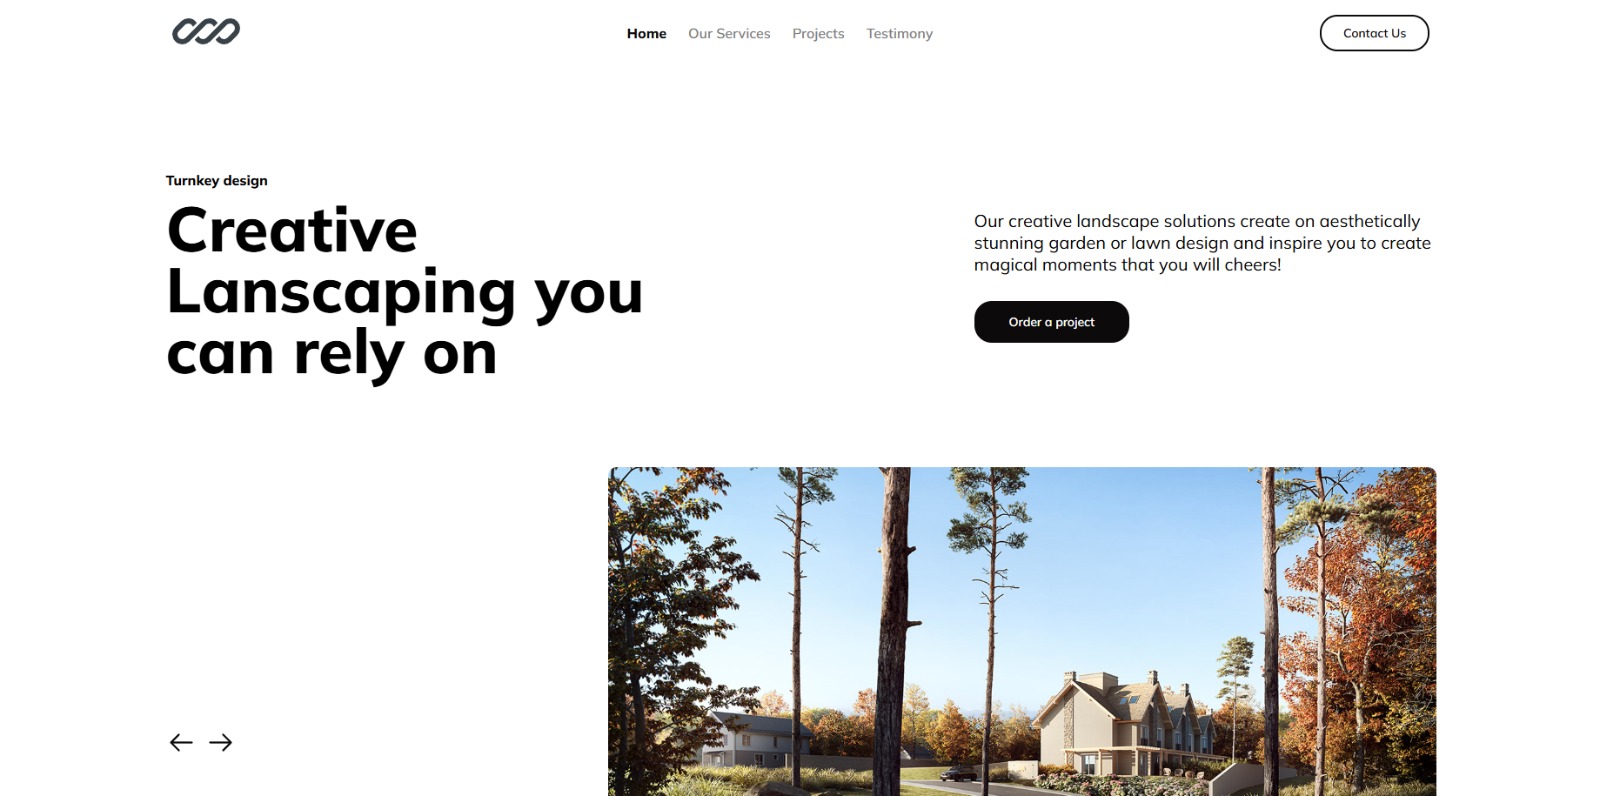 Home Our Services Projects Testimony Contact Us
Turnkey design
Creative
Lanscaping you
can rely on
Our creative landscape solutions create on aesthetically
stunning garden or lawn design and inspire you to create
magical moments that you will cheers!
Order a project